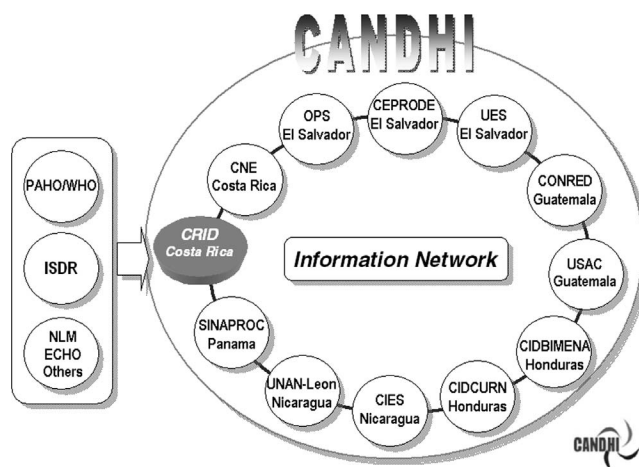 CANDHI
PAHO/WHO
ISDR
NLM
ECHO
Others
CRID
Costa Rica
CNE
Costa Rica
OPS
El Salvador
CEPRODE
El Salvador
UES
El Salvador
CONRED
Guatemala
USAC
Guatemala
CIDBIMENA
Honduras
CIDCURN
Honduras
CIES
Nicaragua
UNAN-Leon
Nicaragua
SINAPROC
Panama
Information Network
CANDHI